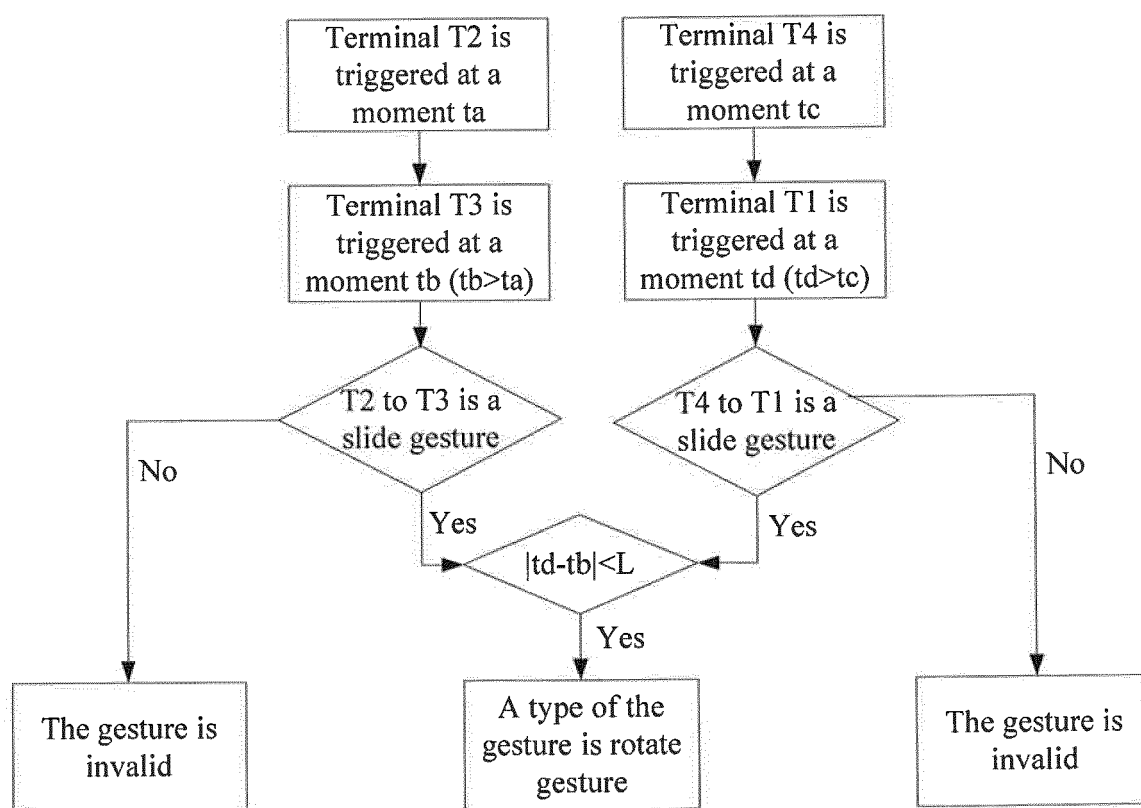 Terminal T2 is
triggered at a
moment ta
Terminal T4 is
triggered at a
moment tc
Terminal T3 is
triggered at a
moment tb (tb>ta)
Terminal T1 is
triggered at a
moment td (td>tc)
T2 to T3 is a
slide gesture
T4 to T1 is a
slide gesture
No
Yes
Yes
No
|td-tb|<L
Yes
The gesture is
invalid
A type of the
gesture is rotate
gesture
The gesture is
invalid